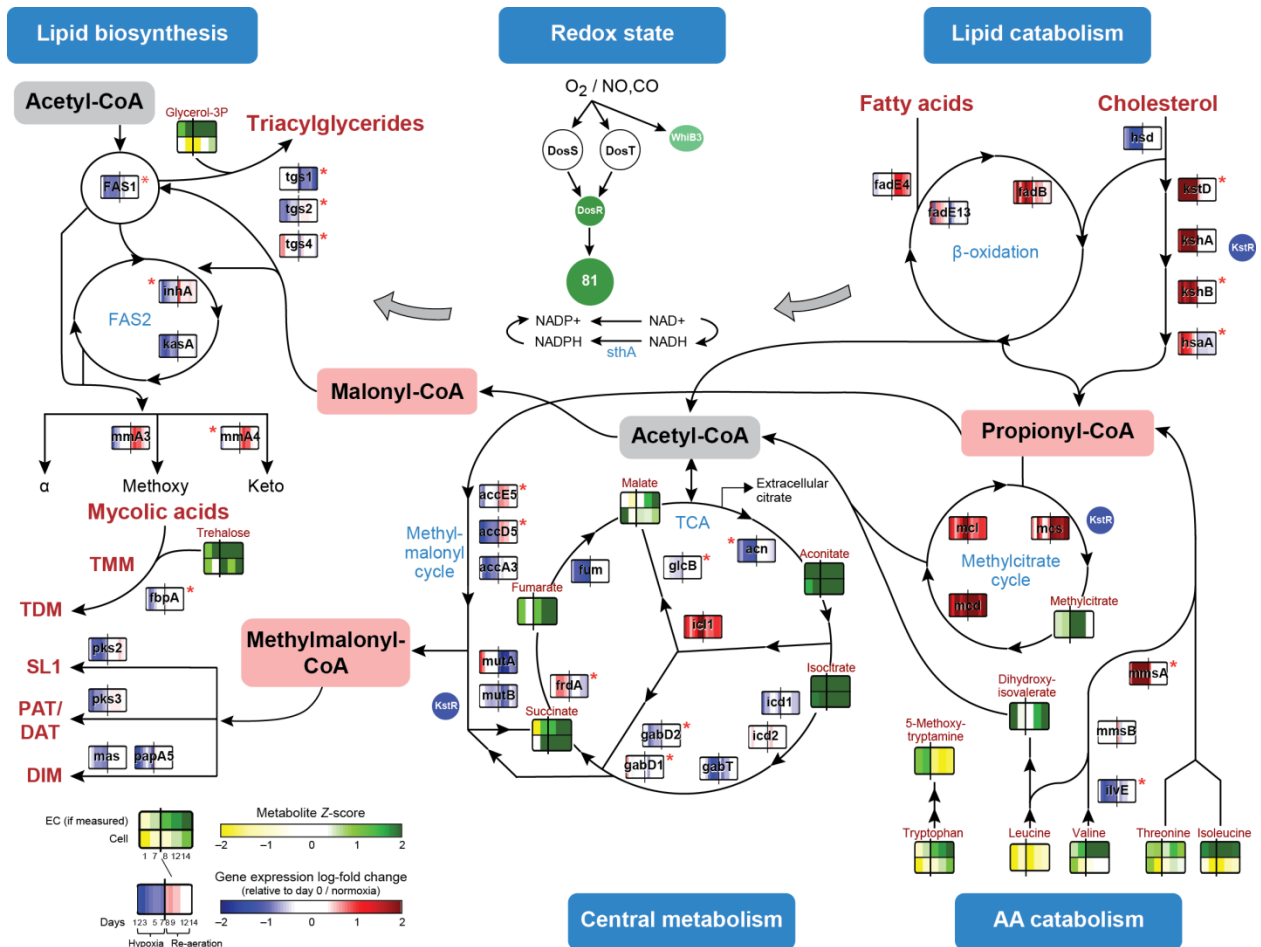 Lipid biosynthesis
Redox state
Lipid catabolism
Acetyl-CoA
Glycerol-3P
Triacylglycerides
FAS1 *
tgs1 *
tgs2 *
tgs4 *
* inhA
FAS2
kasA
mmA3
* mmA4
α
Methoxy
Keto
Mycolic acids
Trehalose
TMM
fbpA *
TDM
pks2
SL1
pks3
PAT/
DAT
mas
papA5
DIM
O2 / NO,CO
WhiB3
DosS
DosT
DosR
81
NADP+
NAD+
NADPH
NADH
sthA
Fatty acids
Cholesterol
hsd
fadE4
fadB
fadE13
kstD *
β-oxidation
kshA
KstR
kshB *
hsaA *
Malonyl-CoA
Acetyl-CoA
Propionyl-CoA
Methylmalonyl-
CoA
accE5 *
accD5 *
accA3
Methyl-
malonyl
cycle
Malate
TCA
Extracellular
citrate
fum
glcB *
* acn
Aconitate
Fumarate
icl1
mutA
mutB
KstR
frdA *
Succinate
Isocitrate
icd1
icd2
gabD2 *
gabD1 *
gabT
mcl
mcs
KstR
Methylcitrate
cycle
mcd
Methylcitrate
mmsA *
Dihydroxy-
isovalerate
mmsB
5-Methoxy-
tryptamine
ilvE *
Tryptophan
Leucine
Valine
Threonine
Isoleucine
EC (if measured)
Cell
1 7 8 12 14
Metabolite Z-score
−2 −1 0 1 2
Gene expression log-fold change
(relative to day 0 / normoxia)
−2 −1 0 1 2
Days 123 5 7 8 9 12 14
Hypoxia Re-aeration
Central metabolism
AA catabolism